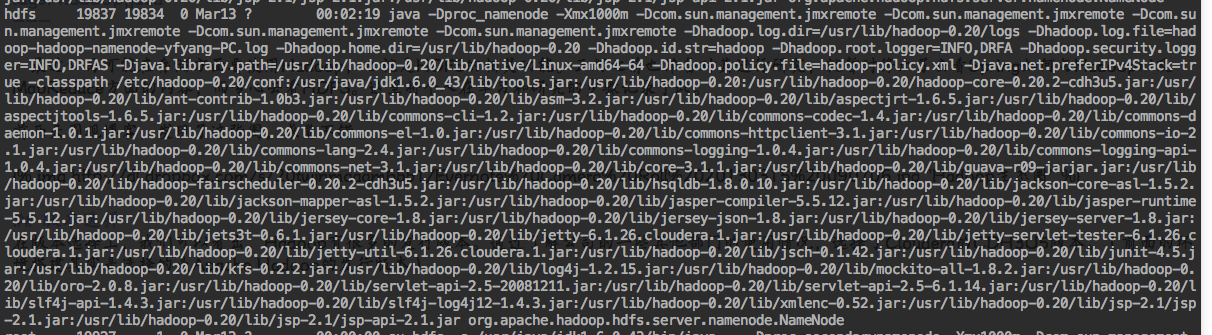 hdfs     19837 19834  0 Mar13 ?        00:02:19 java -Dproc_namenode -Xmx1000m -Dcom.sun.management.jmxremote -Dcom.sun.management.jmxremote -Dcom.su
n.management.jmxremote -Dcom.sun.management.jmxremote -Dhadoop.log.dir=/usr/lib/hadoop-0.20/logs -Dhadoop.log.file=had
oop-hadoop-namenode-yfyang-PC.log -Dhadoop.home.dir=/usr/lib/hadoop-0.20 -Dhadoop.id.str=hadoop -Dhadoop.root.logger=INFO,DRFA -Dhadoop.security.logg
er=INFO,DRFAS -Djava.library.path=/usr/lib/hadoop-0.20/lib/native/Linux-amd64-64 -Dhadoop.policy.file=hadoop-policy.xml -Djava.net.preferIPv4Stack=tr
ue -classpath /etc/hadoop-0.20/conf:/usr/java/jdk1.6.0_43/lib/tools.jar:/usr/lib/hadoop-0.20:/usr/lib/hadoop-0.20/hadoop-core-0.20.2-cdh3u5.jar:/usr/
lib/hadoop-0.20/lib/ant-contrib-1.0b3.jar:/usr/lib/hadoop-0.20/lib/asm-3.2.jar:/usr/lib/hadoop-0.20/lib/aspectjrt-1.6.5.jar:/usr/lib/hadoop-0.20/lib/
aspectjtools-1.6.5.jar:/usr/lib/hadoop-0.20/lib/commons-cli-1.2.jar:/usr/lib/hadoop-0.20/lib/commons-codec-1.4.jar:/usr/lib/hadoop-0.20/lib/commons-d
aemon-1.0.1.jar:/usr/lib/hadoop-0.20/lib/commons-el-1.0.jar:/usr/lib/hadoop-0.20/lib/commons-httpclient-3.1.jar:/usr/lib/hadoop-0.20/lib/commons-io-2
.1.jar:/usr/lib/hadoop-0.20/lib/commons-lang-2.4.jar:/usr/lib/hadoop-0.20/lib/commons-logging-1.0.4.jar:/usr/lib/hadoop-0.20/lib/commons-logging-api-
1.0.4.jar:/usr/lib/hadoop-0.20/lib/commons-net-3.1.jar:/usr/lib/hadoop-0.20/lib/core-3.1.1.jar:/usr/lib/hadoop-0.20/lib/guava-r09-jarjar.jar:/usr/lib
/hadoop-0.20/lib/hadoop-fairscheduler-0.20.2-cdh3u5.jar:/usr/lib/hadoop-0.20/lib/hsqldb-1.8.0.10.jar:/usr/lib/hadoop-0.20/lib/jackson-core-asl-1.5.2.
jar:/usr/lib/hadoop-0.20/lib/jackson-mapper-asl-1.5.2.jar:/usr/lib/hadoop-0.20/lib/jasper-compiler-5.5.12.jar:/usr/lib/hadoop-0.20/lib/jasper-runtime
-5.5.12.jar:/usr/lib/hadoop-0.20/lib/jersey-core-1.8.jar:/usr/lib/hadoop-0.20/lib/jersey-json-1.8.jar:/usr/lib/hadoop-0.20/lib/jersey-server-1.8.jar:
/usr/lib/hadoop-0.20/lib/jets3t-0.6.1.jar:/usr/lib/hadoop-0.20/lib/jetty-6.1.26.cloudera.1.jar:/usr/lib/hadoop-0.20/lib/jetty-servlet-tester-6.1.26.c
loudera.1.jar:/usr/lib/hadoop-0.20/lib/jetty-util-6.1.26.cloudera.1.jar:/usr/lib/hadoop-0.20/lib/jsch-0.1.42.jar:/usr/lib/hadoop-0.20/lib/junit-4.5.j
ar:/usr/lib/hadoop-0.20/lib/kfs-0.2.2.jar:/usr/lib/hadoop-0.20/lib/log4j-1.2.15.jar:/usr/lib/hadoop-0.20/lib/mockito-all-1.8.2.jar:/usr/lib/hadoop-0.
20/lib/oro-2.0.8.jar:/usr/lib/hadoop-0.20/lib/servlet-api-2.5-20081211.jar:/usr/lib/hadoop-0.20/lib/servlet-api-2.5-6.1.14.jar:/usr/lib/hadoop-0.20/l
ib/slf4j-api-1.4.3.jar:/usr/lib/hadoop-0.20/lib/slf4j-log4j12-1.4.3.jar:/usr/lib/hadoop-0.20/lib/xmlenc-0.52.jar:/usr/lib/hadoop-0.20/lib/jsp-2.1/jsp
-2.1.jar:/usr/lib/hadoop-0.20/lib/jsp-2.1/jsp-api-2.1.jar org.apache.hadoop.hdfs.server.namenode.NameNode